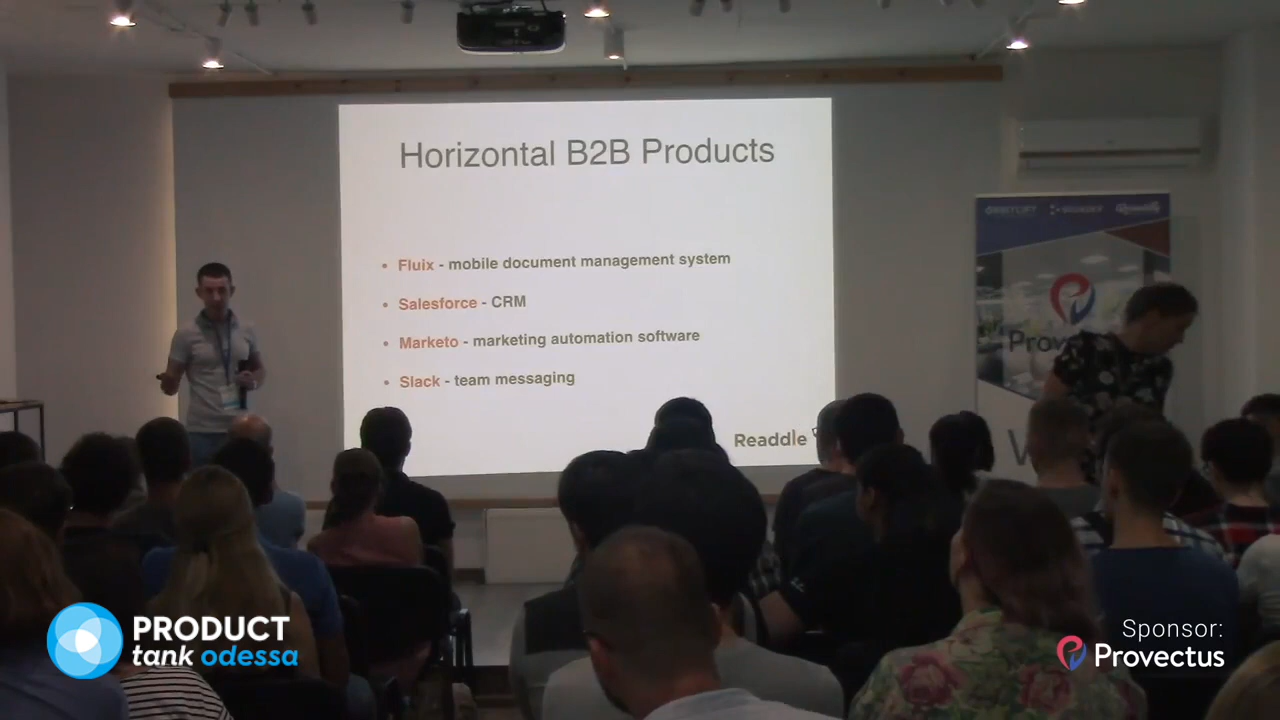 Horizontal B2B Products
• Fluix - mobile document management system
• Salesforce - CRM
• Marketo - marketing automation software
• Slack - team messaging
Readdle
PRODUCT
tank odessa
Sponsor:
Provectus